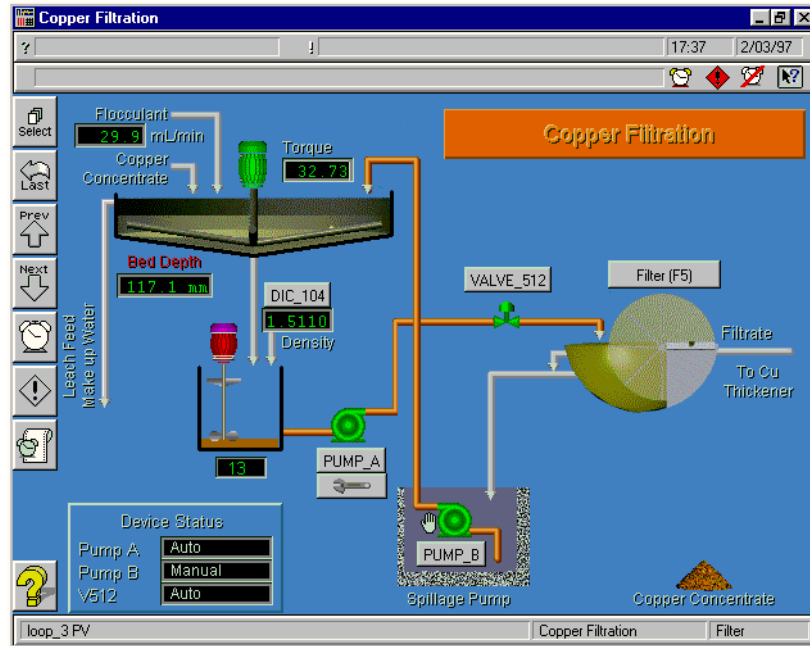 Copper Filtration
?
!
17:37
2/03/97
Select
Last
Prev
Next
Flocculant
29.9 mL/min
Copper
Concentrate
Torque
32.73
Copper Filtration
Bed Depth
117.1 mm
DIC_104
1.5110
Density
VALVE_512
Filter (F5)
Filtrate
To Cu
Thickener
Leach Feed
Make up Water
13
PUMP_A
PUMP_B
Spillage Pump
Copper Concentrate
Device Status
Pump A Auto
Pump B Manual
V512 Auto
loop_3 PV
Copper Filtration
Filter